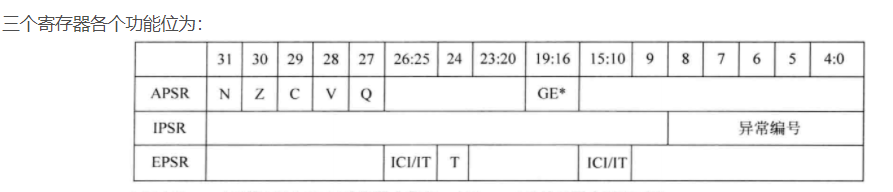 三个寄存器各个功能位为：
31 30 29 28 27 26:25 24 23:20 19:16 15:10 9 8 7 6 5 4:0
APSR N Z C V Q GE*
IPSR 异常编号
EPSR ICI/IT T ICI/IT